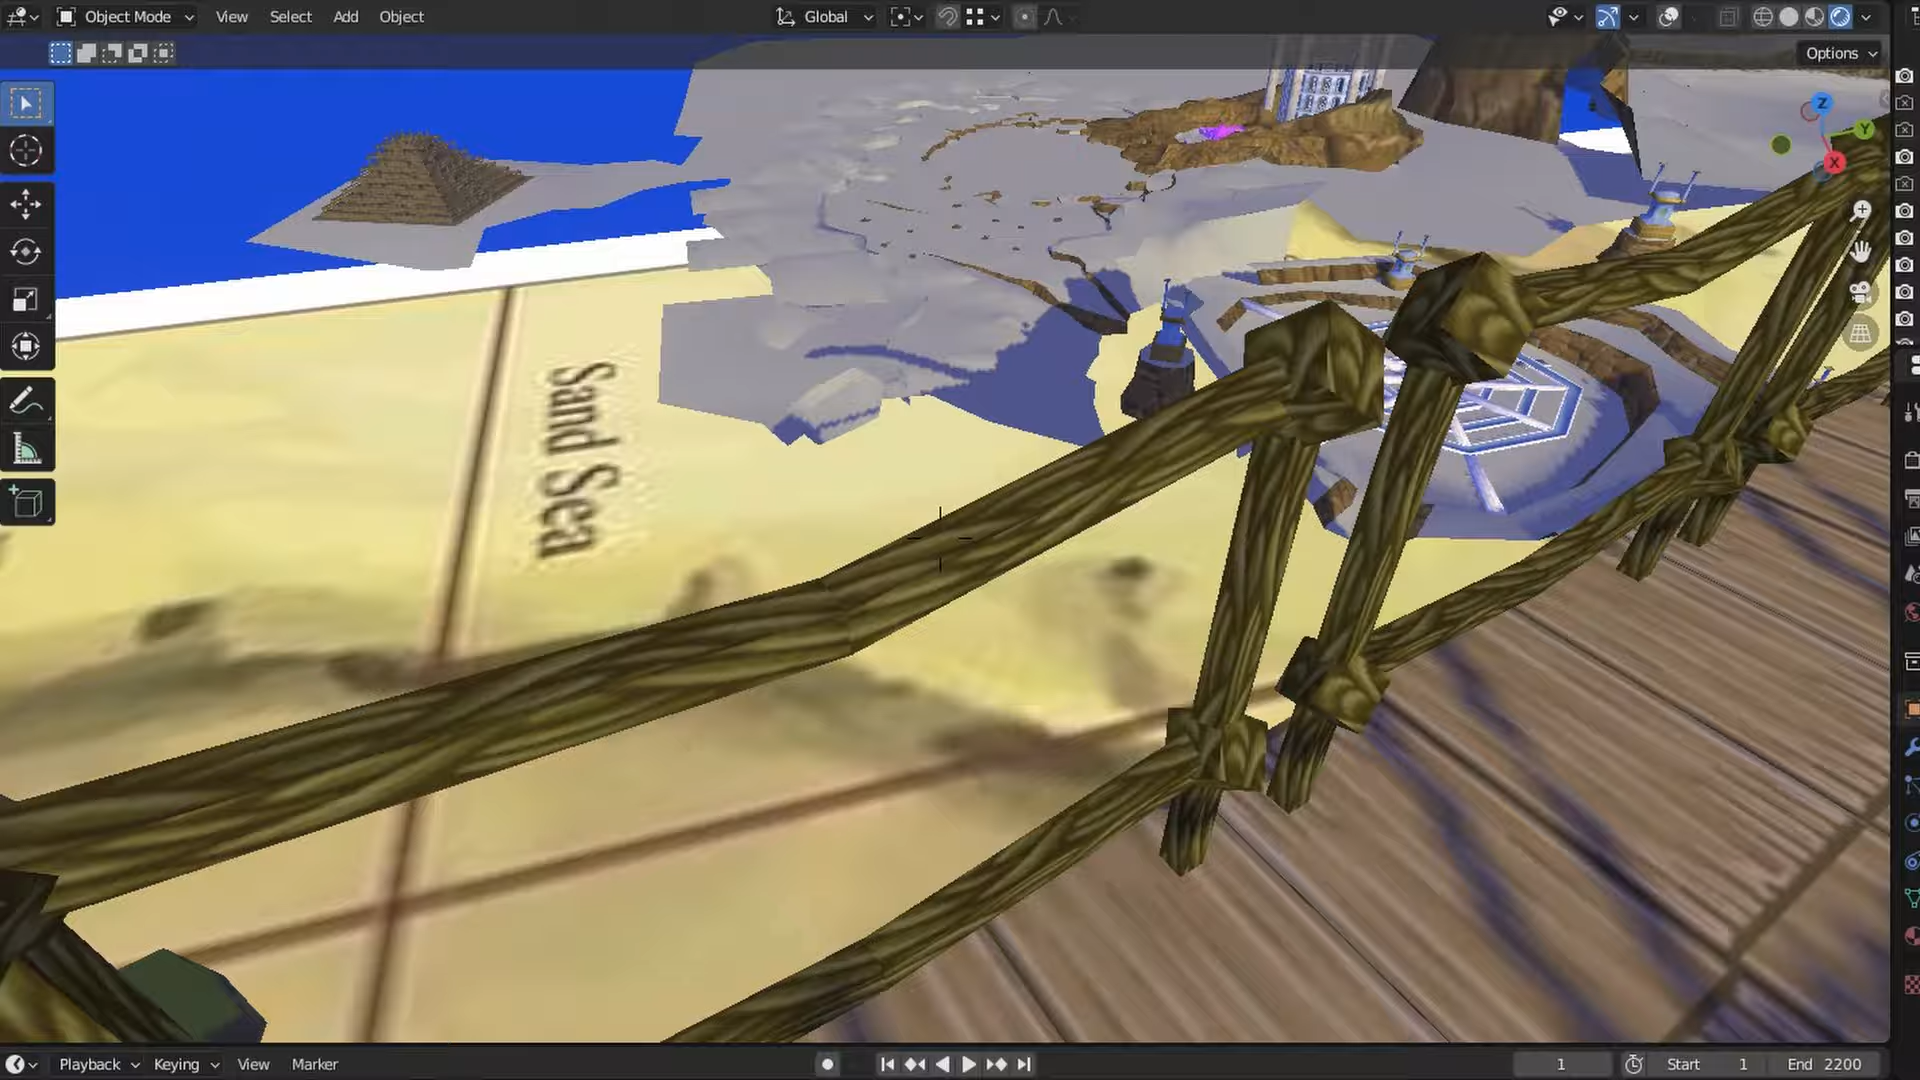 Object Mode View Select Add Object Global
Options
Z
Y
X
Sand Sea
Playback Keying View Marker 1 Start 1 End 2200